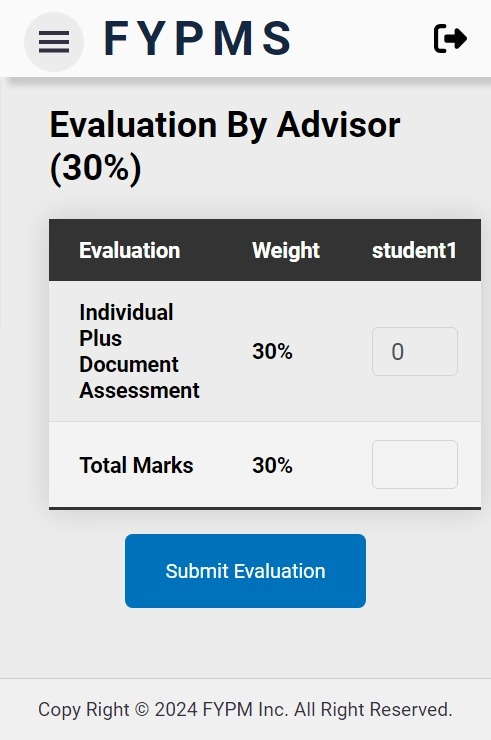 FYPMS
Evaluation By Advisor
(30%)
Evaluation Weight student1
Individual
Plus
Document
Assessment
30% 0
Total Marks 30%
Submit Evaluation
Copy Right © 2024 FYPM Inc. All Right Reserved.